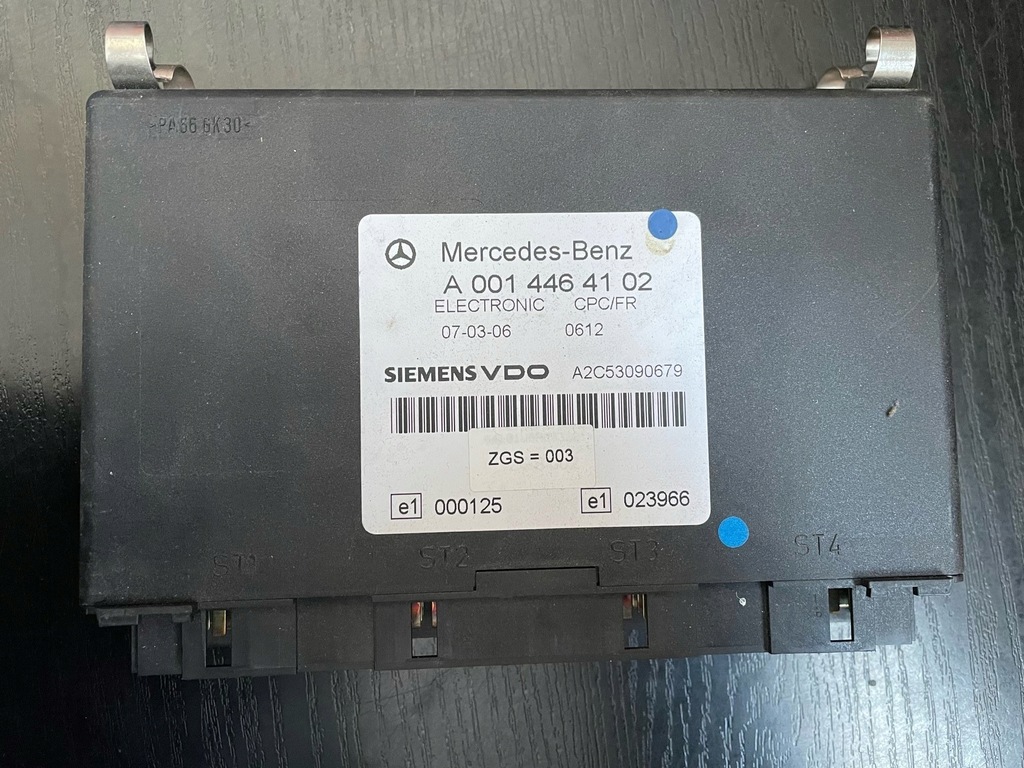 >PA66 GK30<
Mercedes-Benz
A 001 446 41 02
ELECTRONIC CPC/FR
07-03-06 0612
SIEMENS VDO A2C53090679
ZGS = 003
e1 000125 e1 023966
ST1 ST2 ST3 ST4